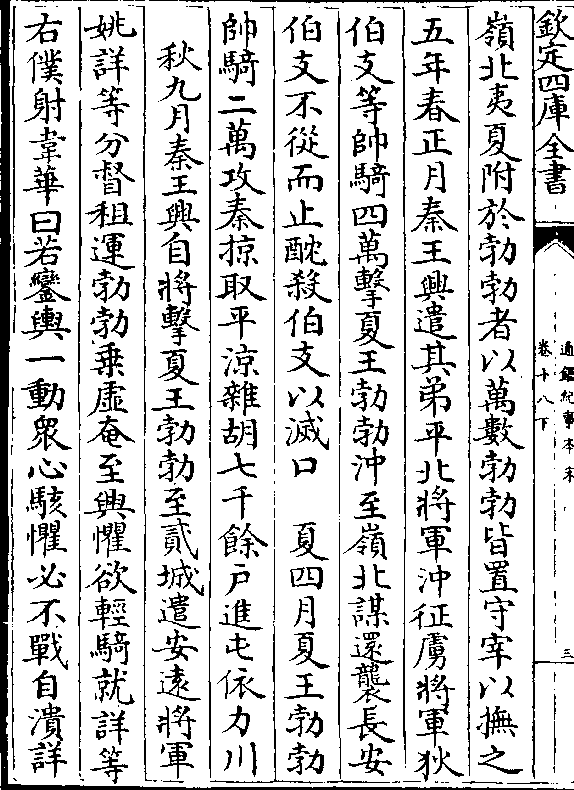 欽定四庫全書
通鑑紀事本末
卷十八下
三
嶺北夷夏附於勃勃者以萬數勃勃皆置守宰以撫之
五年春正月秦王興遣其弟平北將軍沖征虜將軍狄
伯支等帥騎四萬擊夏王勃勃沖至嶺北謀還襲長安
伯支不從而止酖殺伯支以滅口　夏四月夏王勃勃
帥騎二萬攻秦掠取平涼雜胡七千餘戶進屯依力川
秋九月秦王興自將擊夏王勃勃至貳城遣安遠將軍
姚詳等分督租運勃勃乗虛奄至興懼欲輕騎就詳等
右僕射韋華曰若鑾輿一動衆心駭懼必不戰自潰詳